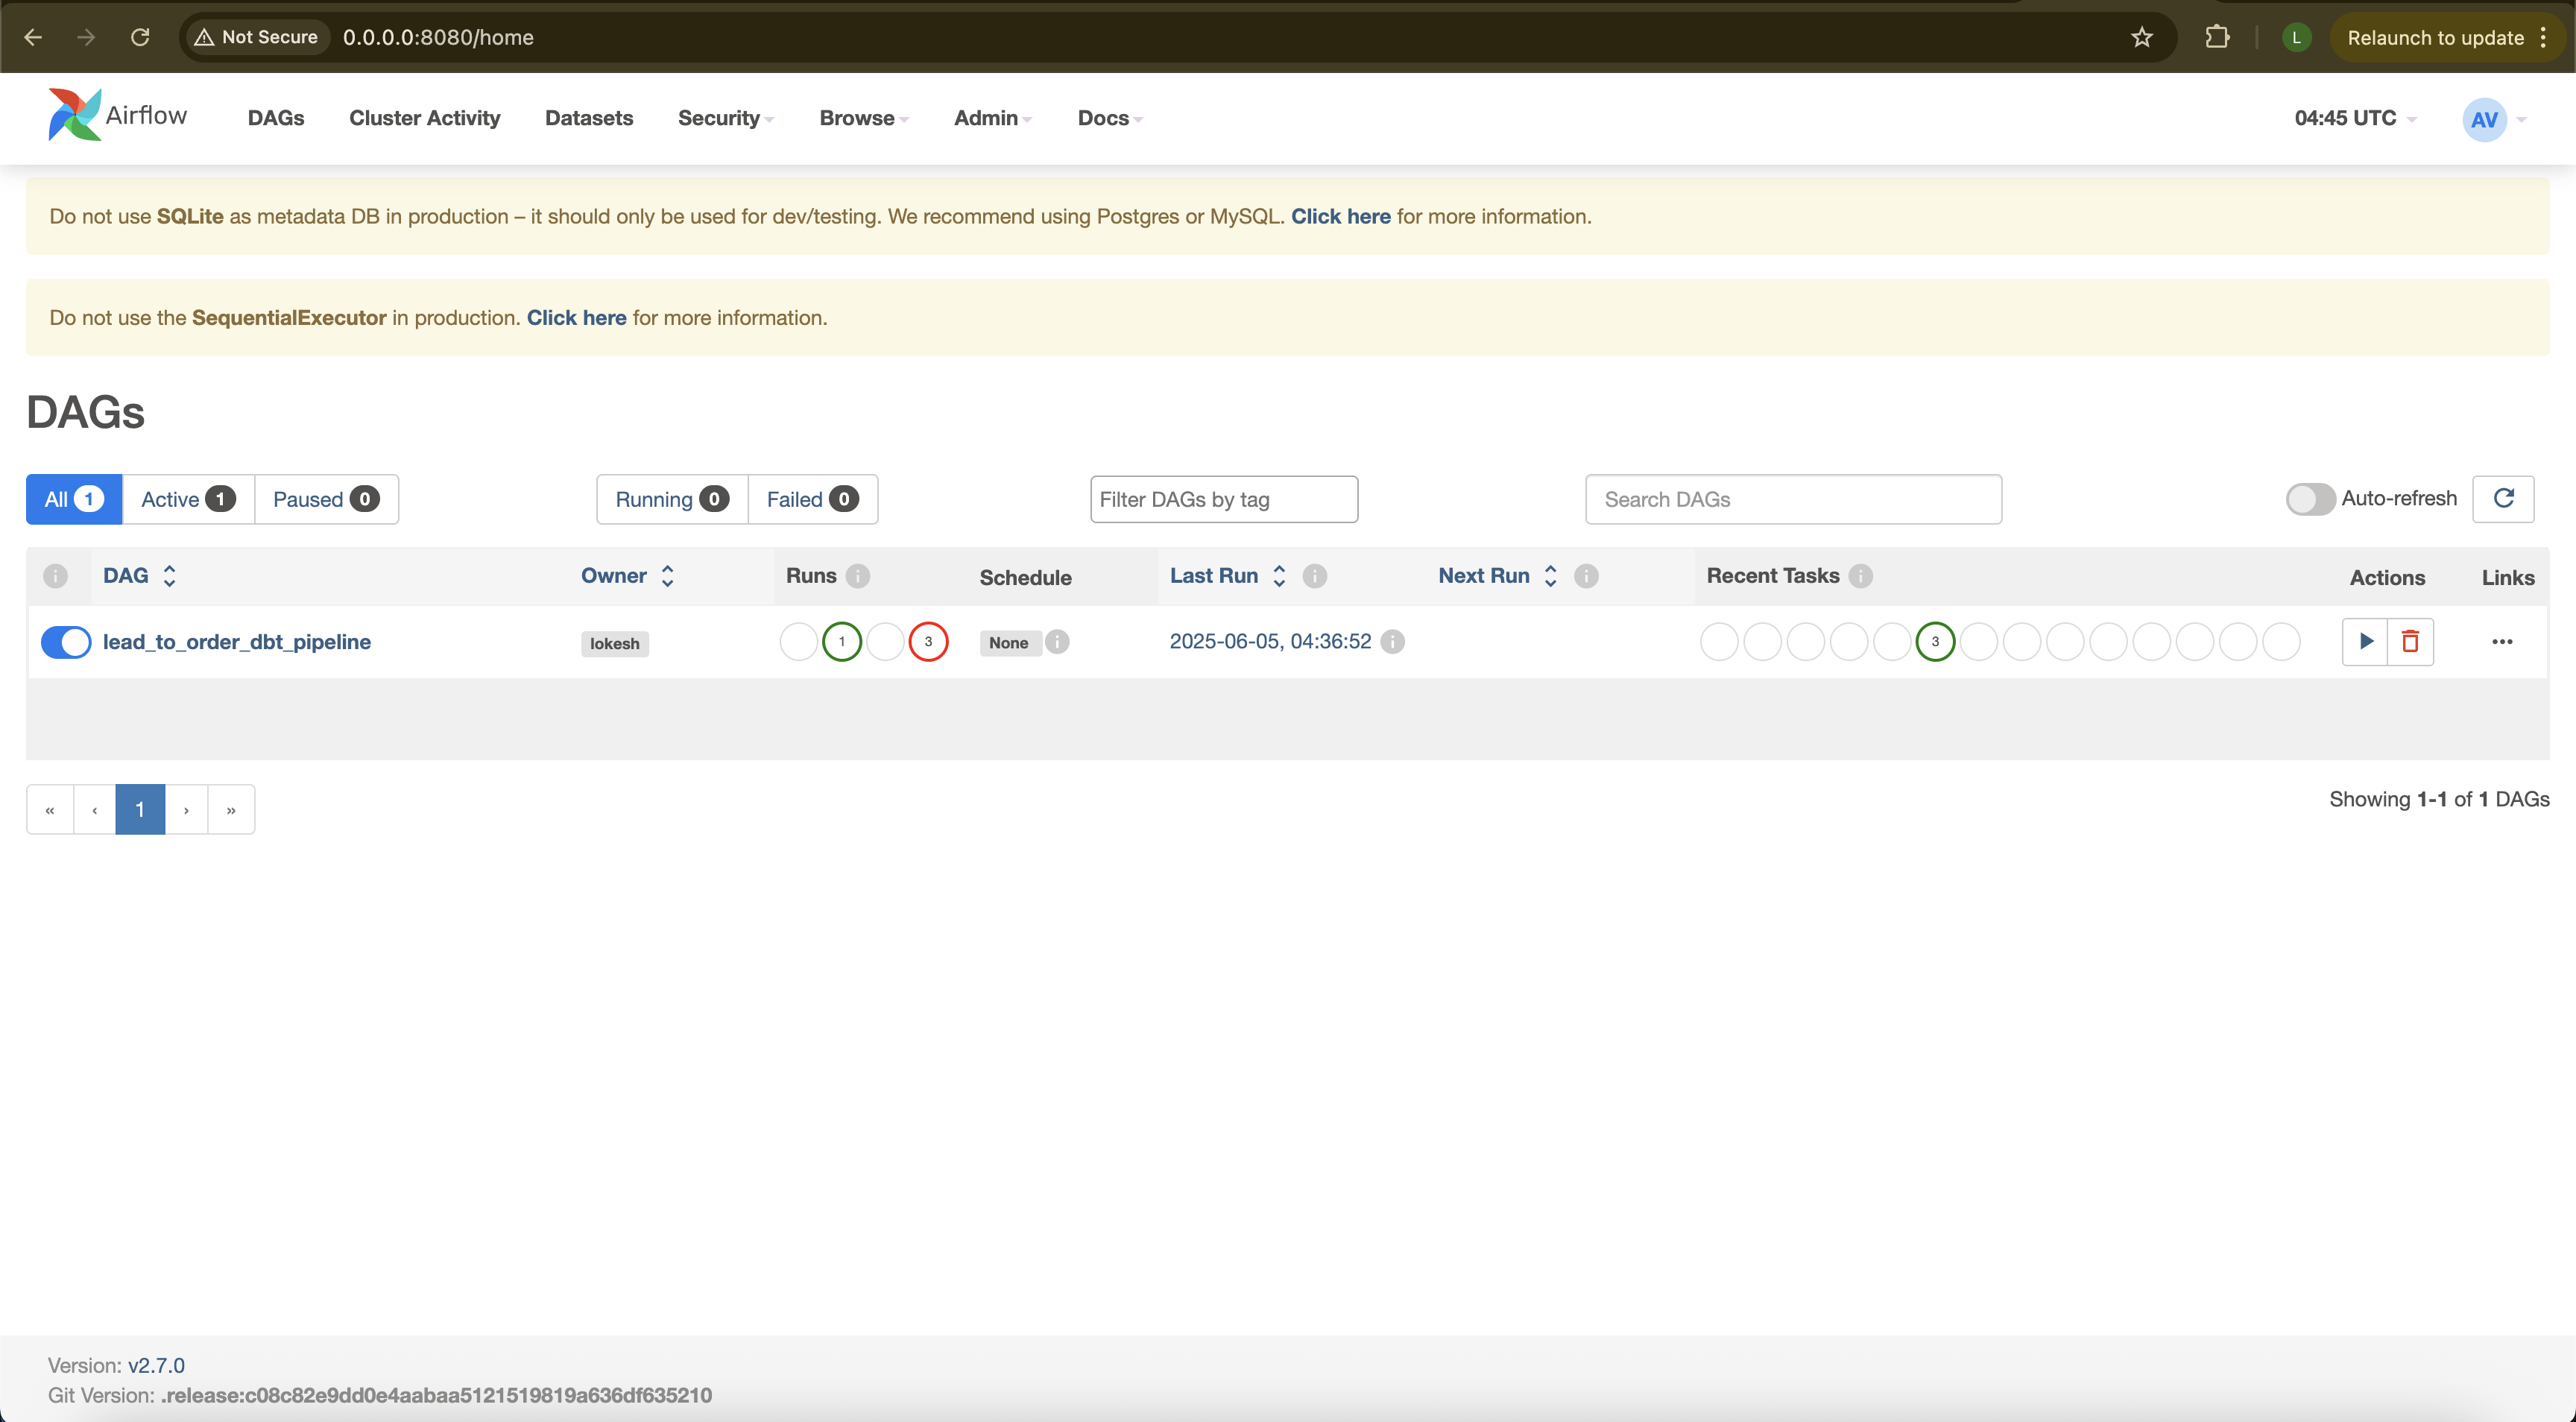 Not Secure 0.0.0.0:8080/home L Relaunch to update
Airflow DAGs Cluster Activity Datasets Security Browse Admin Docs 04:45 UTC AV
Do not use SQLite as metadata DB in production – it should only be used for dev/testing. We recommend using Postgres or MySQL. Click here for more information.
Do not use the SequentialExecutor in production. Click here for more information.
DAGs
All 1 Active 1 Paused 0 Running 0 Failed 0 Filter DAGs by tag Search DAGs Auto-refresh
DAG Owner Runs Schedule Last Run Next Run Recent Tasks Actions Links
lead_to_order_dbt_pipeline lokesh 1 3 None 2025-06-05, 04:36:52 3
« ‹ 1 › » Showing 1-1 of 1 DAGs
Version: v2.7.0
Git Version: .release:c08c82e9dd0e4aabaa5121519819a636df635210